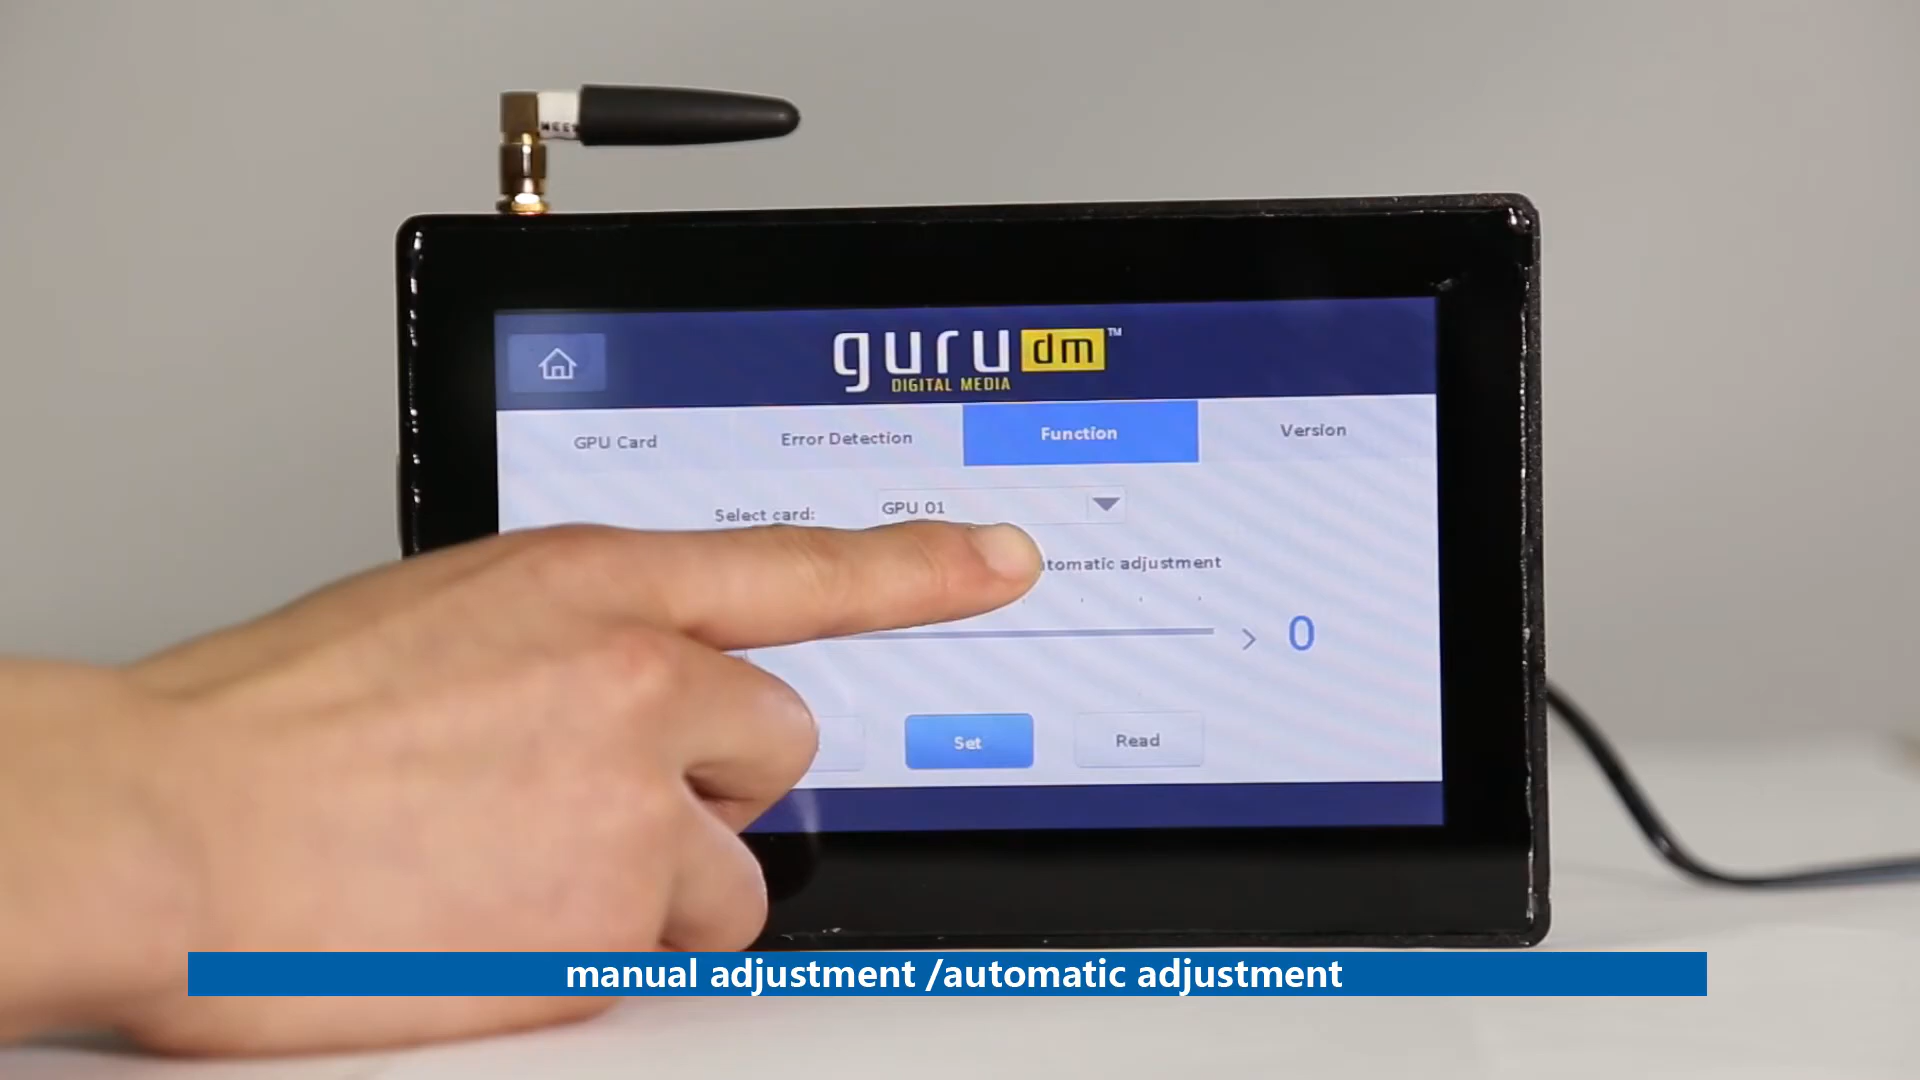 guru dm™
DIGITAL MEDIA
GPU Card Error Detection Function Version
Select card: GPU 01
tomatic adjustment
0
Set Read
manual adjustment /automatic adjustment